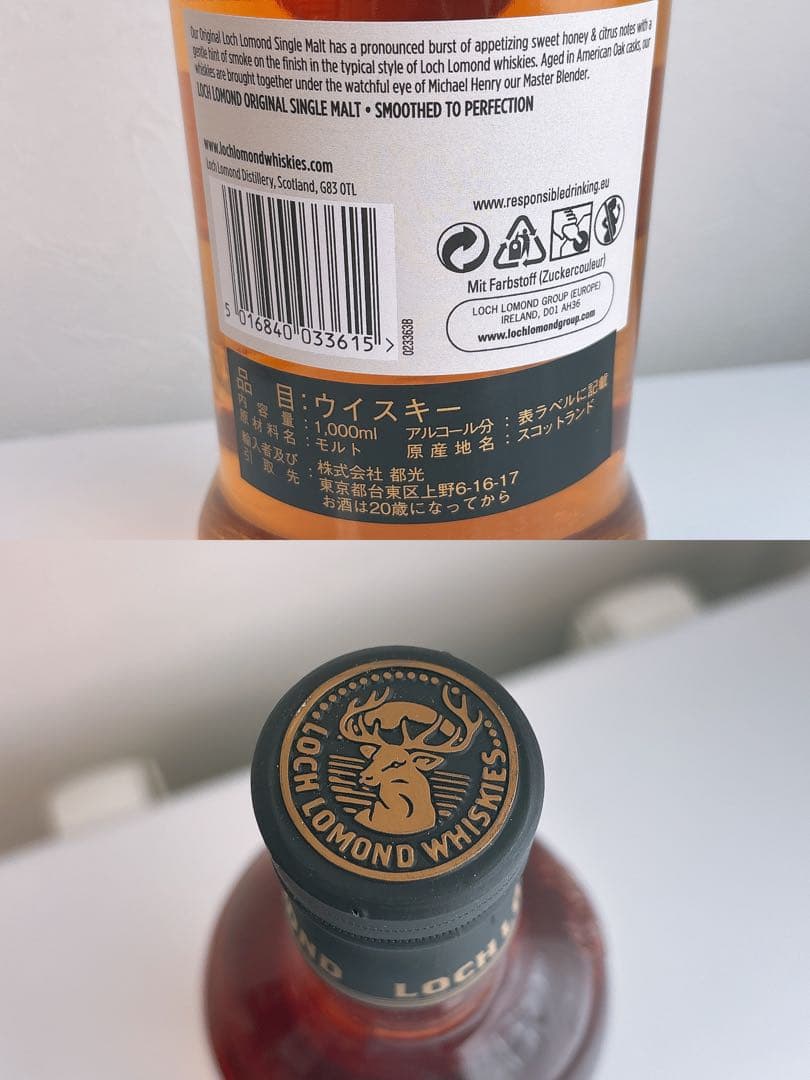 Our Original Loch Lomond Single Malt has a pronounced burst of appetizing sweet honey & citrus notes with a
gentle hint of smoke on the finish in the typical style of Loch Lomond whiskies. Aged in American Oak casks, our
whiskies are brought together under the watchful eye of Michael Henry our Master Blender.
LOCH LOMOND ORIGINAL SINGLE MALT • SMOOTHED TO PERFECTION
www.lochlomondwhiskies.com
Loch Lomond Distillery, Scotland, G83 0TL
5 016840 033615 >
023363B
www.responsibledrinking.eu
Mit Farbstoff (Zuckercouleur)
LOCH LOMOND GROUP (EUROPE)
IRELAND, D01 AH36
www.lochlomondgroup.com
品目:ウイスキー
内容量:1,000ml アルコール分:表ラベルに記載
原材料名:モルト 原産地名:スコットランド
輸入者及び引取先:株式会社 都光
東京都台東区上野6-16-17
お酒は20歳になってから
LOCH LOMOND WHISKIES
OND LOCH L